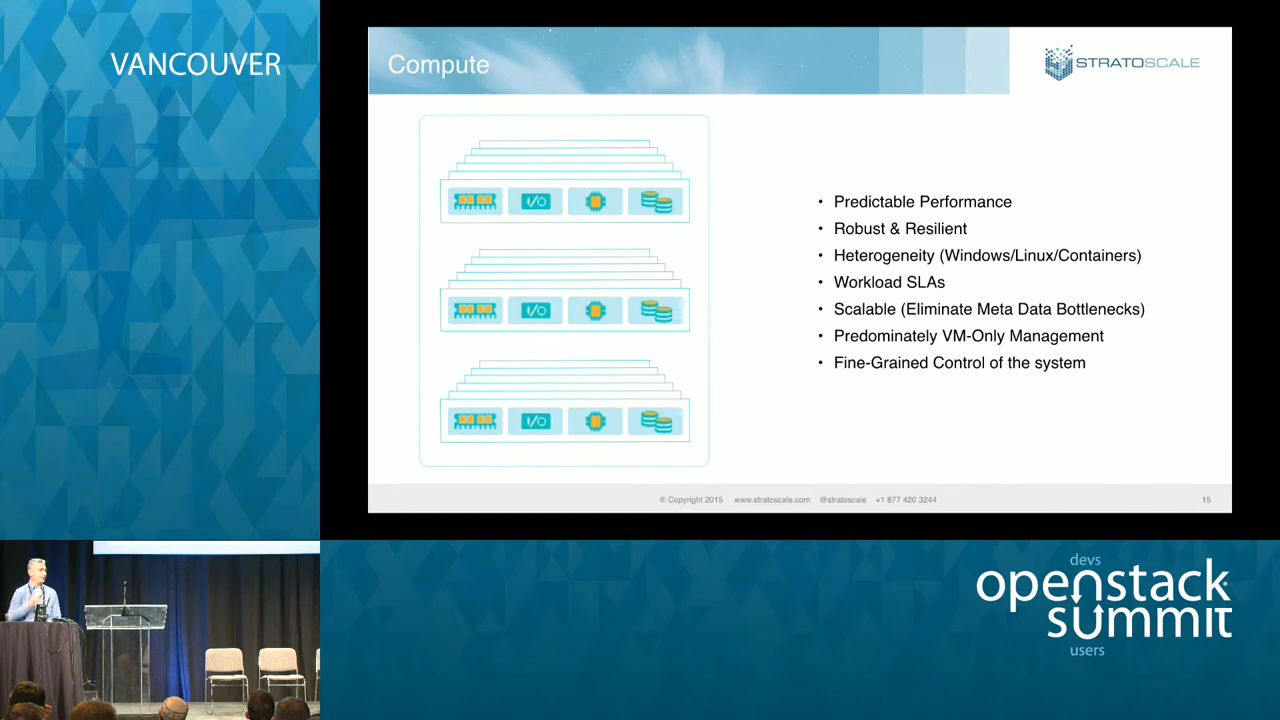 VANCOUVER
Compute
STRATOSCALE
I/O
I/O
I/O
• Predictable Performance
• Robust & Resilient
• Heterogeneity (Windows/Linux/Containers)
• Workload SLAs
• Scalable (Eliminate Meta Data Bottlenecks)
• Predominately VM-Only Management
• Fine-Grained Control of the system
® Copyright 2015 www.stratoscale.com @stratoscale +1 877 420 3244
15
devs
openstack
summit
users